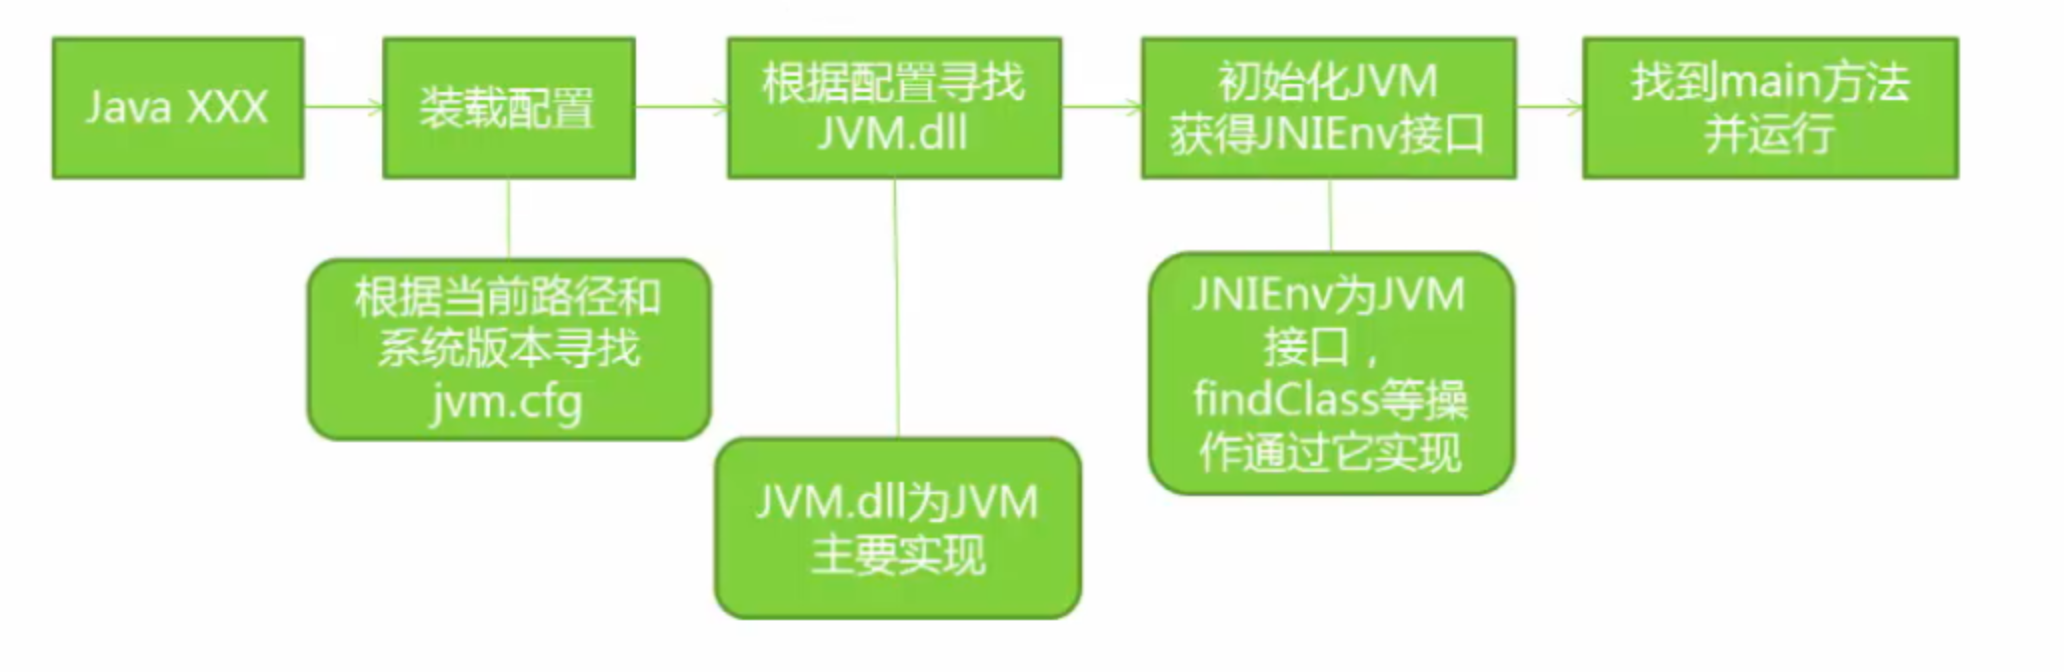 Java XXX
装载配置
根据配置寻找
JVM.dll
初始化JVM
获得JNIEnv接口
找到main方法
并运行
根据当前路径和
系统版本寻找
jvm.cfg
JVM.dll为JVM
主要实现
JNIEnv为JVM
接口，
findClass等操
作通过它实现